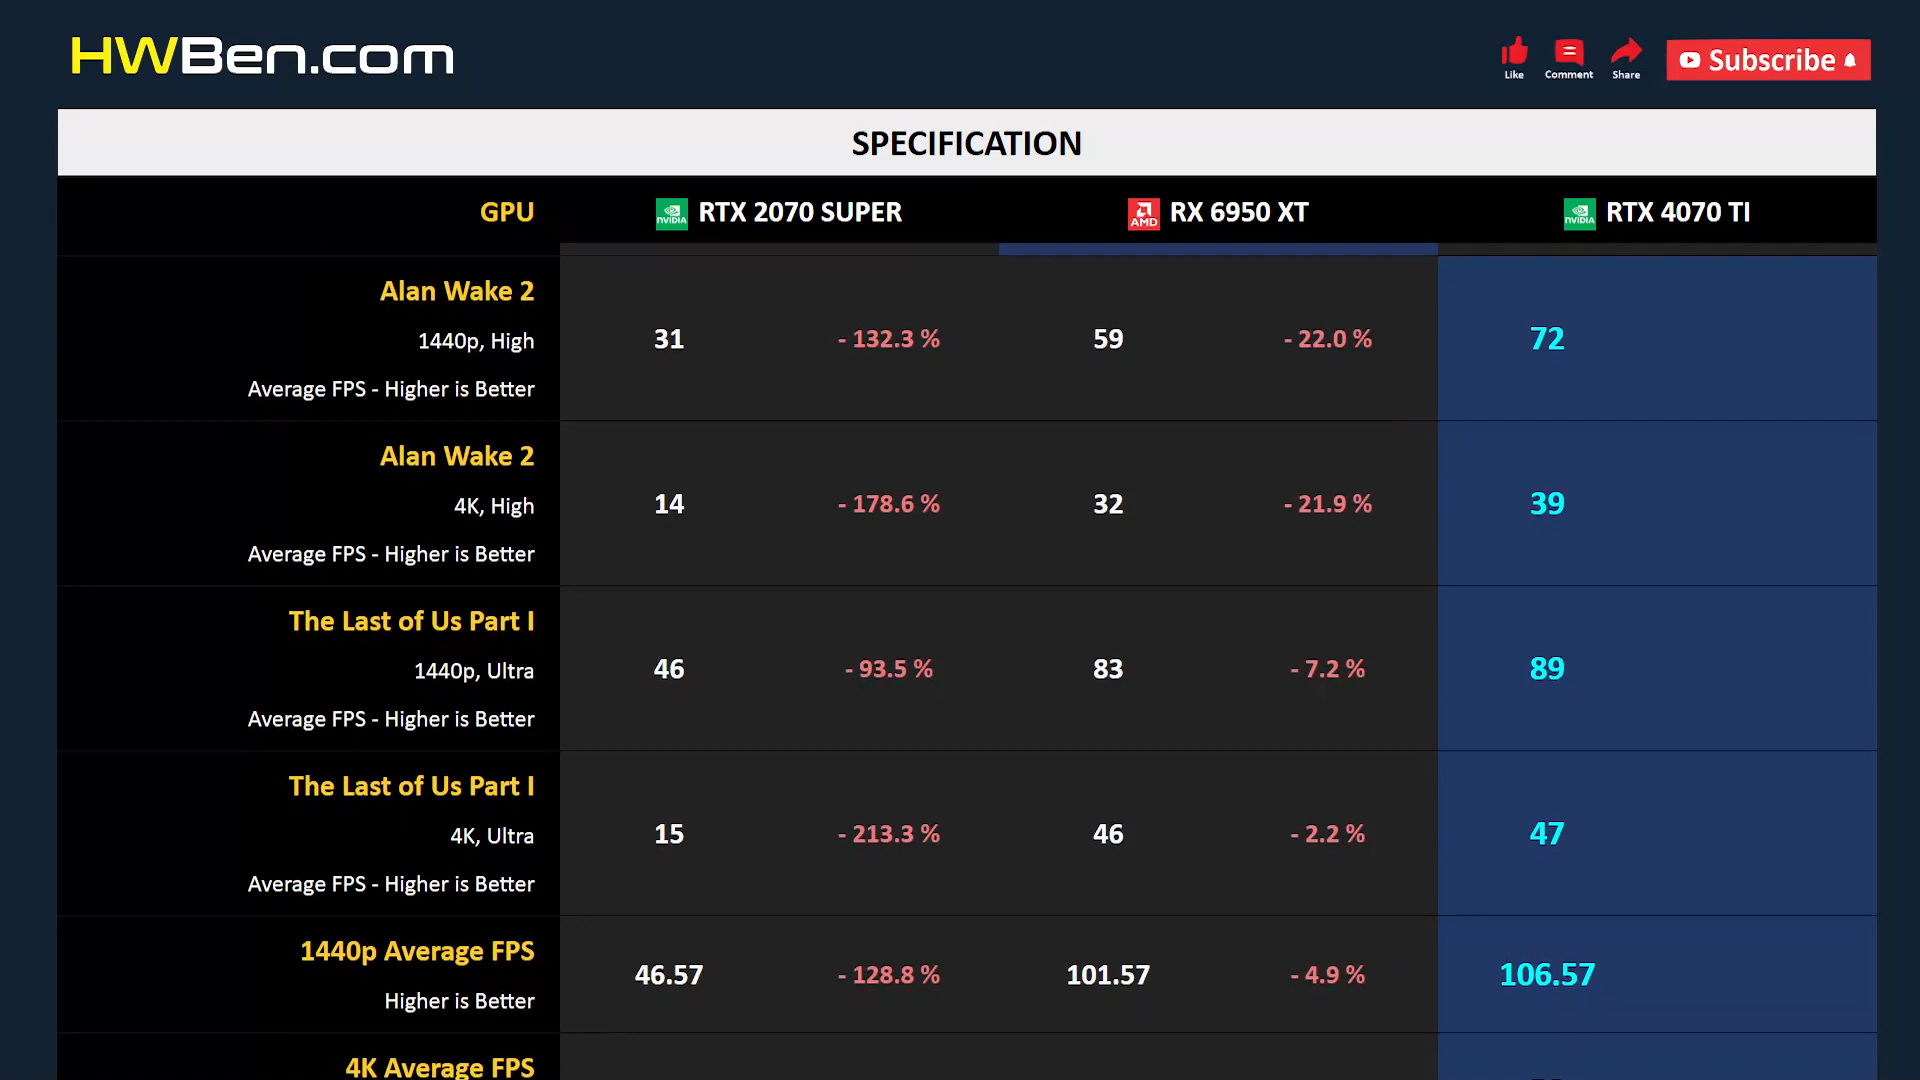 HWBen.com
Like Comment Share Subscribe
SPECIFICATION
GPU NVIDIA RTX 2070 SUPER AMD RX 6950 XT NVIDIA RTX 4070 TI
Alan Wake 2
1440p, High 31 - 132.3 % 59 - 22.0 % 72
Average FPS - Higher is Better
Alan Wake 2
4K, High 14 - 178.6 % 32 - 21.9 % 39
Average FPS - Higher is Better
The Last of Us Part I
1440p, Ultra 46 - 93.5 % 83 - 7.2 % 89
Average FPS - Higher is Better
The Last of Us Part I
4K, Ultra 15 - 213.3 % 46 - 2.2 % 47
Average FPS - Higher is Better
1440p Average FPS 46.57 - 128.8 % 101.57 - 4.9 % 106.57
Higher is Better
4K Average FPS